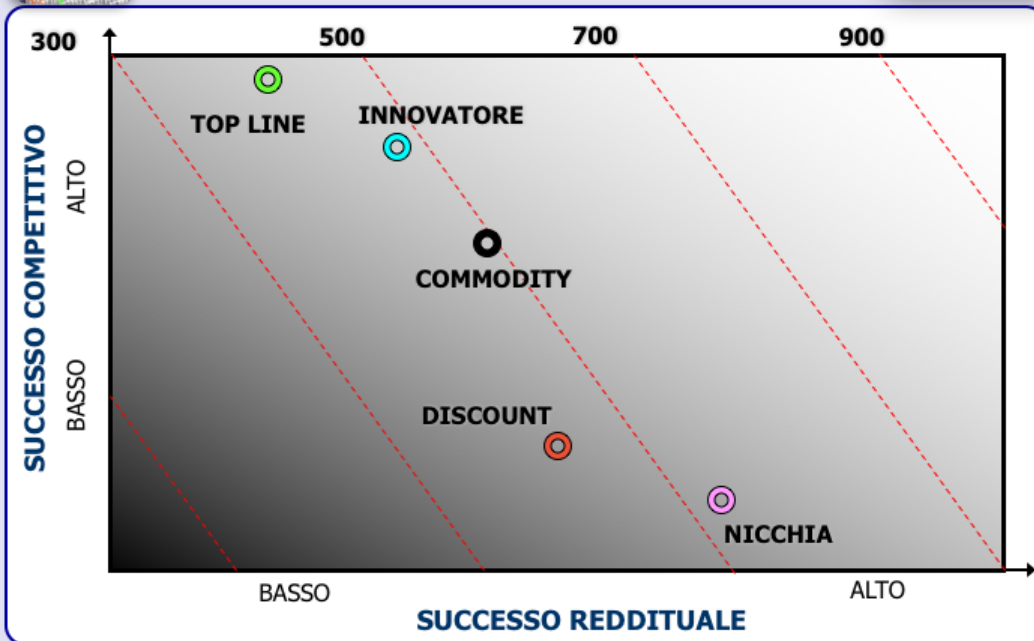 300
500
700
900
TOP LINE
INNOVATORE
COMMODITY
DISCOUNT
NICCHIA
SUCCESSO COMPETITIVO
ALTO
BASSO
BASSO
ALTO
SUCCESSO REDDITUALE